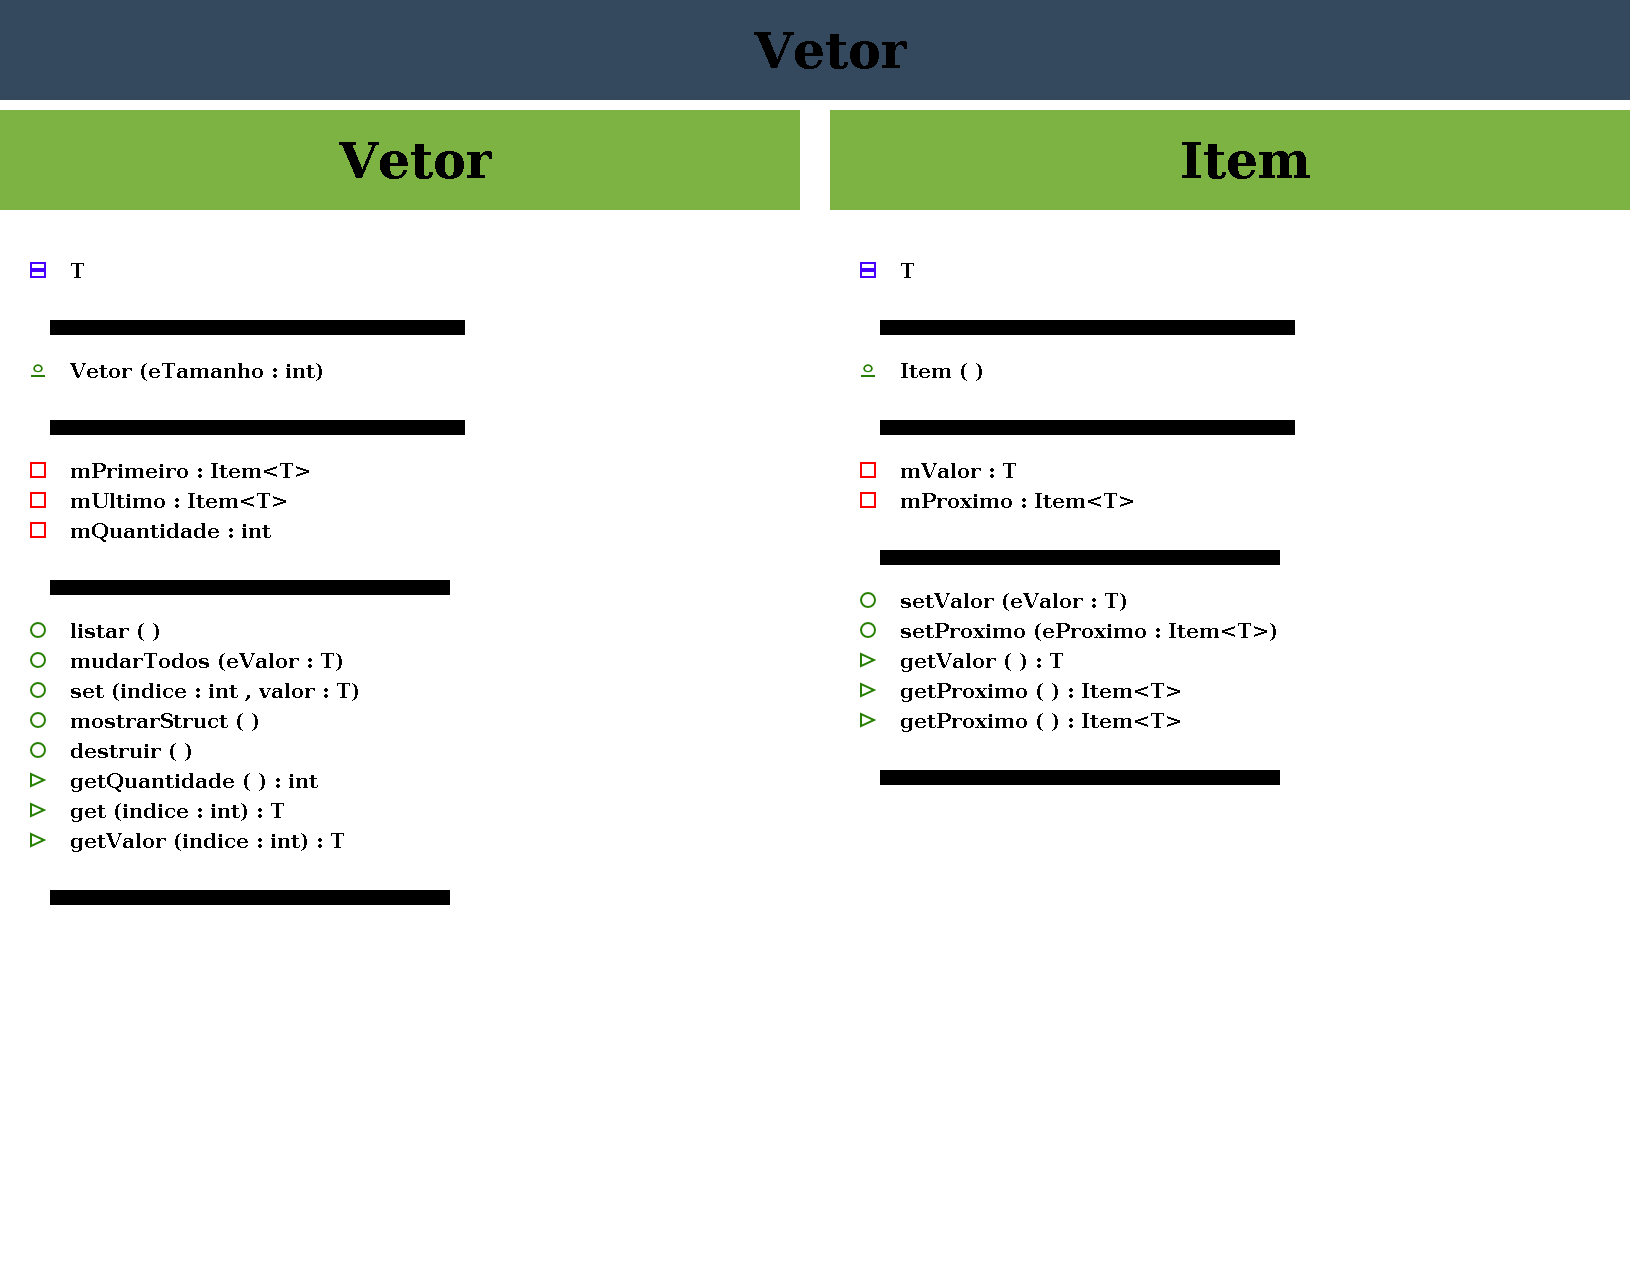 Vetor
Vetor
T
Vetor (eTamanho : int)
mPrimeiro : Item<T>
mUltimo : Item<T>
mQuantidade : int
listar ( )
mudarTodos (eValor : T)
set (indice : int , valor : T)
mostrarStruct ( )
destruir ( )
getQuantidade ( ) : int
get (indice : int) : T
getValor (indice : int) : T
Item
T
Item ( )
mValor : T
mProximo : Item<T>
setValor (eValor : T)
setProximo (eProximo : Item<T>)
getValor ( ) : T
getProximo ( ) : Item<T>
getProximo ( ) : Item<T>